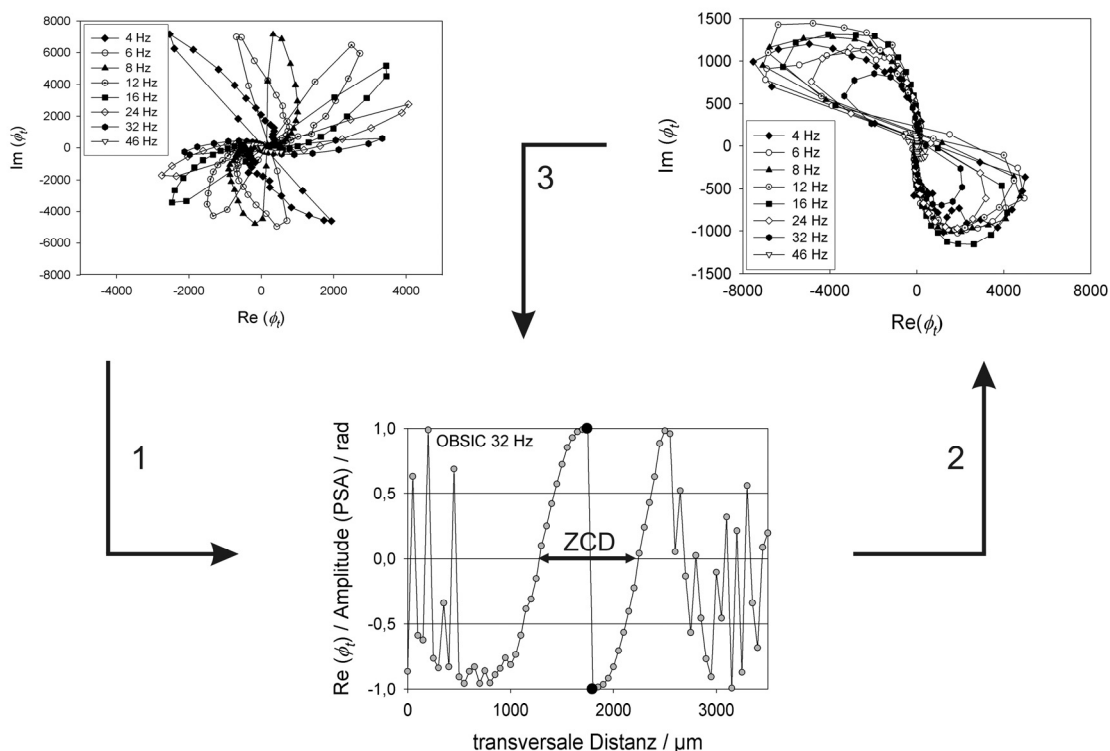 8000
6000
4000
2000
0
-2000
-4000
-6000
-8000
Im (ϕt)
4 Hz
6 Hz
8 Hz
12 Hz
16 Hz
24 Hz
32 Hz
46 Hz
-4000 -2000 0 2000 4000
Re (ϕt)
1500
1000
500
0
-500
-1000
-1500
Im (ϕt)
4 Hz
6 Hz
8 Hz
12 Hz
16 Hz
24 Hz
32 Hz
46 Hz
-8000 -4000 0 4000 8000
Re(ϕt)
3
1
2
1,0
0,5
0,0
-0,5
-1,0
Re (ϕt) / Amplitude (PSA) / rad
OBSIC 32 Hz
ZCD
0 1000 2000 3000
transversale Distanz / µm